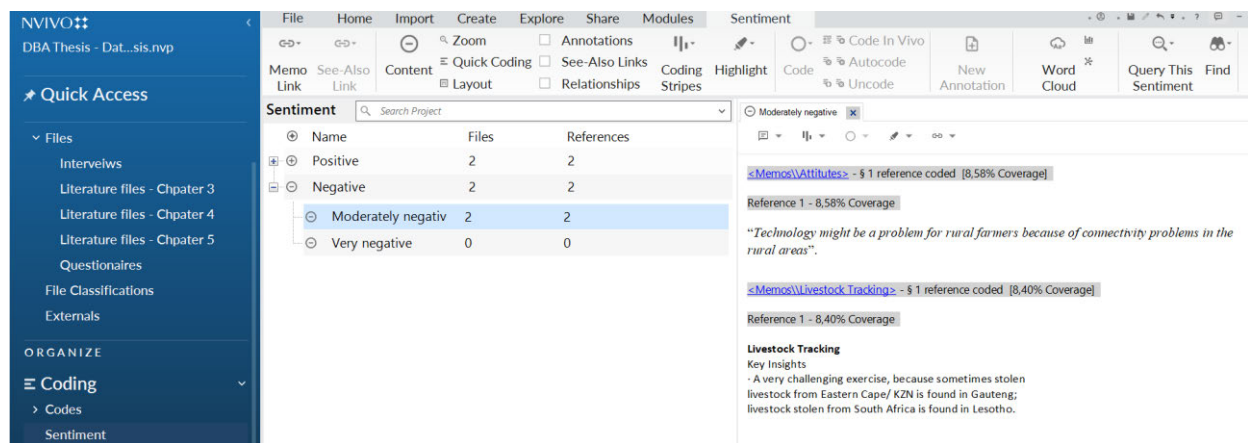 NVIVO
DBA Thesis - Dat...sis.nvp
Quick Access
Files
Interveiws
Literature files - Chpater 3
Literature files - Chpater 4
Literature files - Chpater 5
Questionaires
File Classifications
Externals
ORGANIZE
Coding
Codes
Sentiment
File Home Import Create Explore Share Modules Sentiment
Memo Link
See-Also Link
Content
Zoom
Quick Coding
Layout
Annotations
See-Also Links
Relationships
Coding Stripes
Highlight
Code
Code In Vivo
Autocode
Uncode
New Annotation
Word Cloud
Query This Sentiment
Find
Sentiment
Search Project
Name Files References
Positive 2 2
Negative 2 2
Moderately negativ 2 2
Very negative 0 0
Moderately negative
<Memos\\Attitutes> - § 1 reference coded [8,58% Coverage]
Reference 1 - 8,58% Coverage
“Technology might be a problem for rural farmers because of connectivity problems in the
rural areas”.
<Memos\\Livestock Tracking> - § 1 reference coded [8,40% Coverage]
Reference 1 - 8,40% Coverage
Livestock Tracking
Key Insights
- A very challenging exercise, because sometimes stolen
livestock from Eastern Cape/ KZN is found in Gauteng;
livestock stolen from South Africa is found in Lesotho.